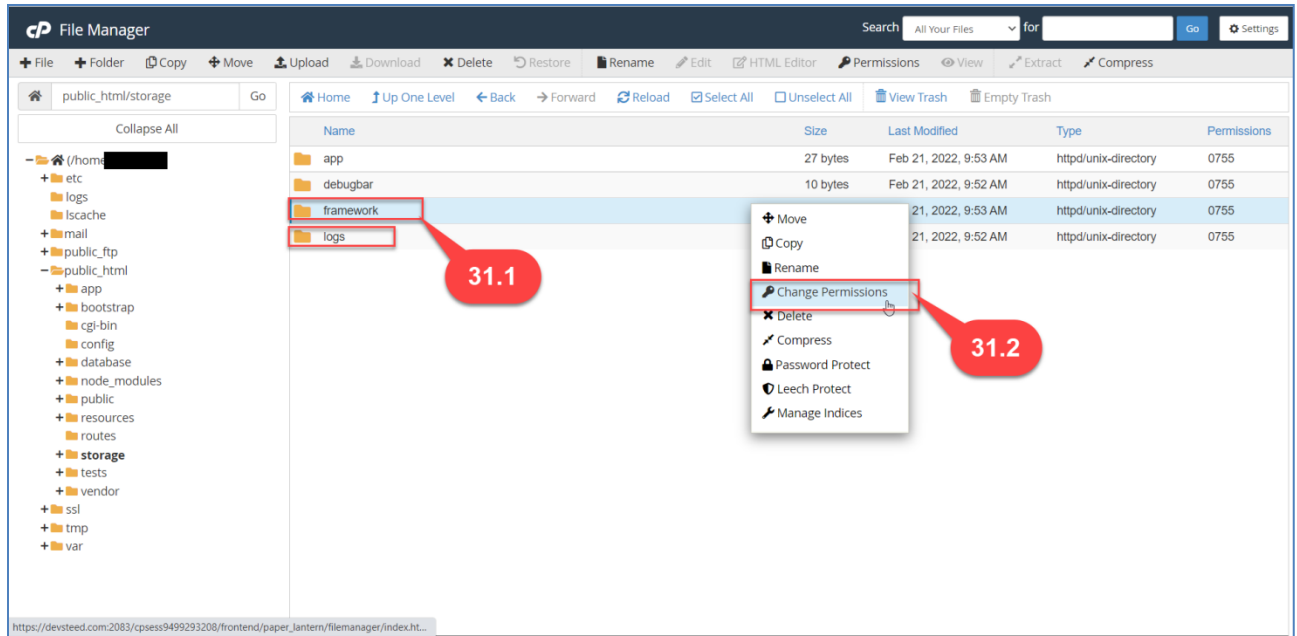 cP File Manager Search All Your Files for Go Settings
File Folder Copy Move Upload Download Delete Restore Rename Edit HTML Editor Permissions View Extract Compress
public_html/storage Go Home Up One Level Back Forward Reload Select All Unselect All View Trash Empty Trash
Collapse All
Name Size Last Modified Type Permissions
(/home
etc
logs
lscache
mail
public_ftp
public_html
app
bootstrap
cgi-bin
config
database
node_modules
public
resources
routes
storage
tests
vendor
ssl
tmp
var
app 27 bytes Feb 21, 2022, 9:53 AM httpd/unix-directory 0755
debugbar 10 bytes Feb 21, 2022, 9:52 AM httpd/unix-directory 0755
framework 21, 2022, 9:53 AM httpd/unix-directory 0755
logs 21, 2022, 9:52 AM httpd/unix-directory 0755
31.1
Move
Copy
Rename
Change Permissions
Delete
Compress
Password Protect
Leech Protect
Manage Indices
31.2
https://devsteed.com:2083/cpsess9499293208/frontend/paper_lantern/filemanager/index.ht...